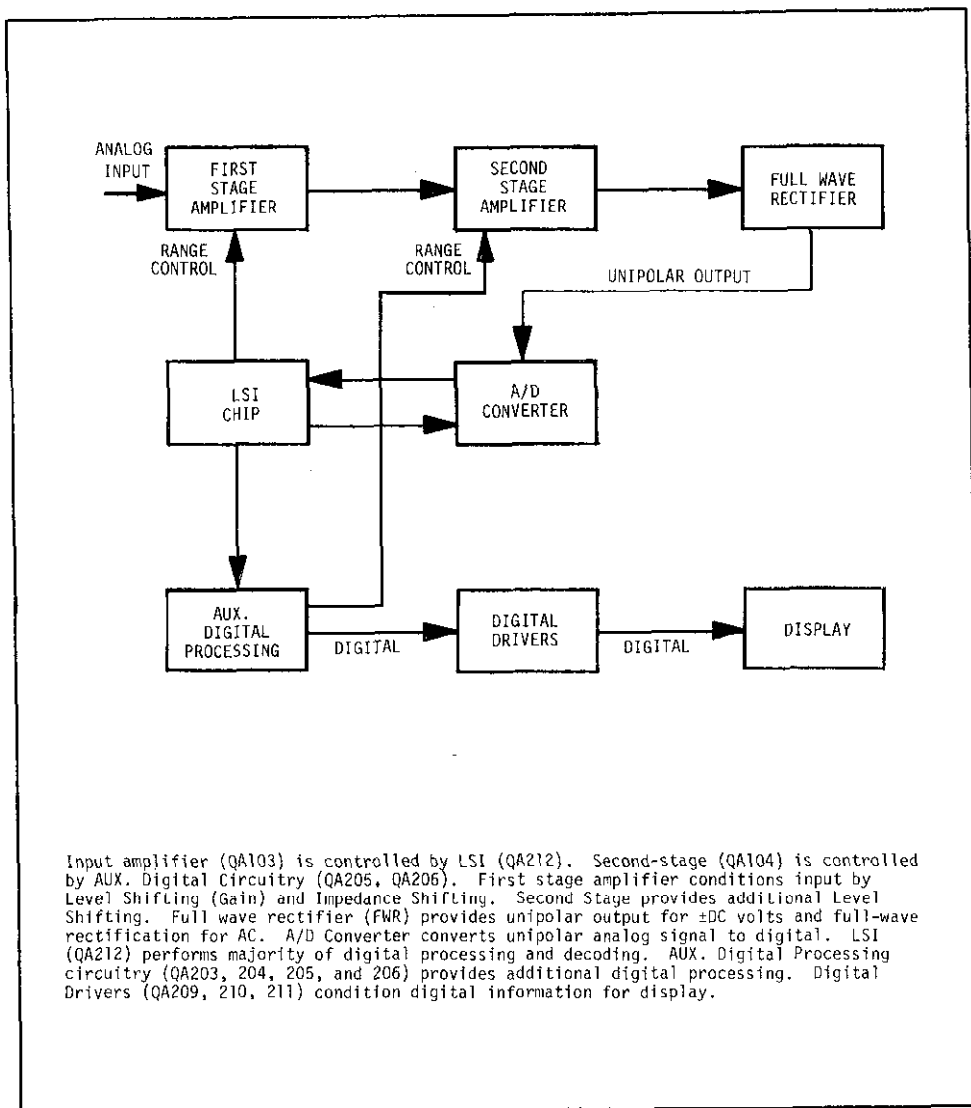 ANALOG
INPUT
FIRST
STAGE
AMPLIFIER
SECOND
STAGE
AMPLIFIER
FULL WAVE
RECTIFIER
RANGE
CONTROL
RANGE
CONTROL
UNIPOLAR OUTPUT
LSI
CHIP
A/D
CONVERTER
AUX.
DIGITAL
PROCESSING
DIGITAL
DIGITAL
DRIVERS
DIGITAL
DISPLAY
Input amplifier (QA103) is controlled by LSI (QA212). Second-stage (QA104) is controlled
by AUX. Digital Circuitry (QA205, QA206). First stage amplifier conditions input by
Level Shifting (Gain) and Impedance Shifting. Second Stage provides additional Level
Shifting. Full wave rectifier (FWR) provides unipolar output for ±DC volts and full-wave
rectification for AC. A/D Converter converts unipolar analog signal to digital. LSI
(QA212) performs majority of digital processing and decoding. AUX. Digital Processing
circuitry (QA203, 204, 205, and 206) provides additional digital processing. Digital
Drivers (QA209, 210, 211) condition digital information for display.